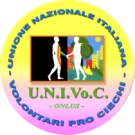 - UNIONE NAZIONALE ITALIANA -
U.N.I.Vo.C.
- ONLUS -
VOLONTARI PRO CIECHI